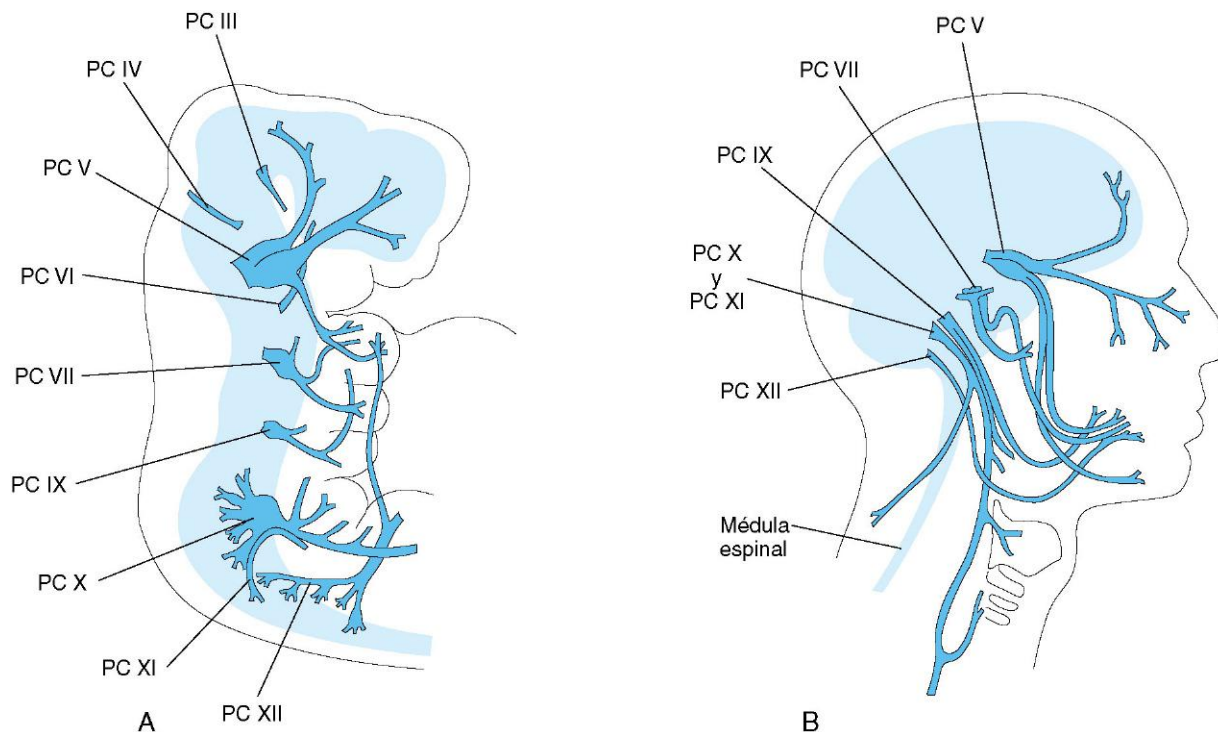 PC III
PC IV
PC V
PC VI
PC VII
PC IX
PC X
PC XI
PC XII
A
PC V
PC VII
PC IX
PC X
y
PC XI
PC XII
Médula
espinal
B